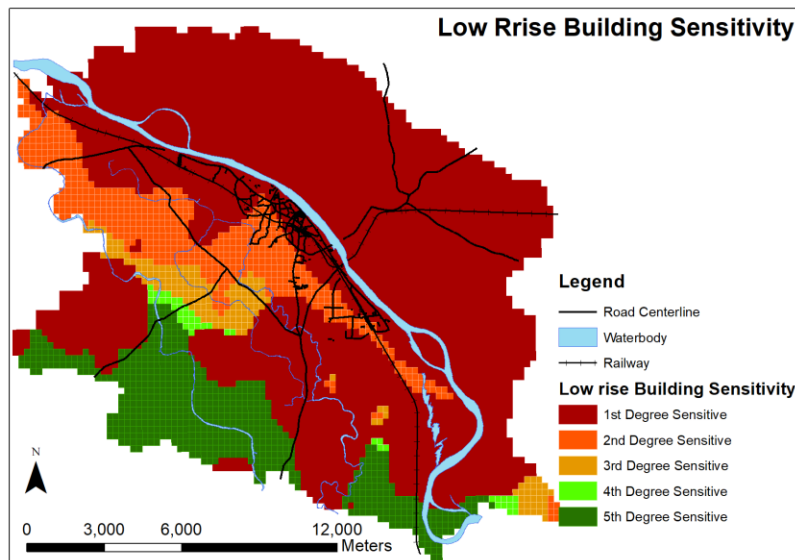 Low Rrise Building Sensitivity
Legend
Road Centerline
Waterbody
Railway
Low rise Building Sensitivity
1st Degree Sensitive
2nd Degree Sensitive
3rd Degree Sensitive
4th Degree Sensitive
5th Degree Sensitive
N
0 3,000 6,000 12,000
Meters